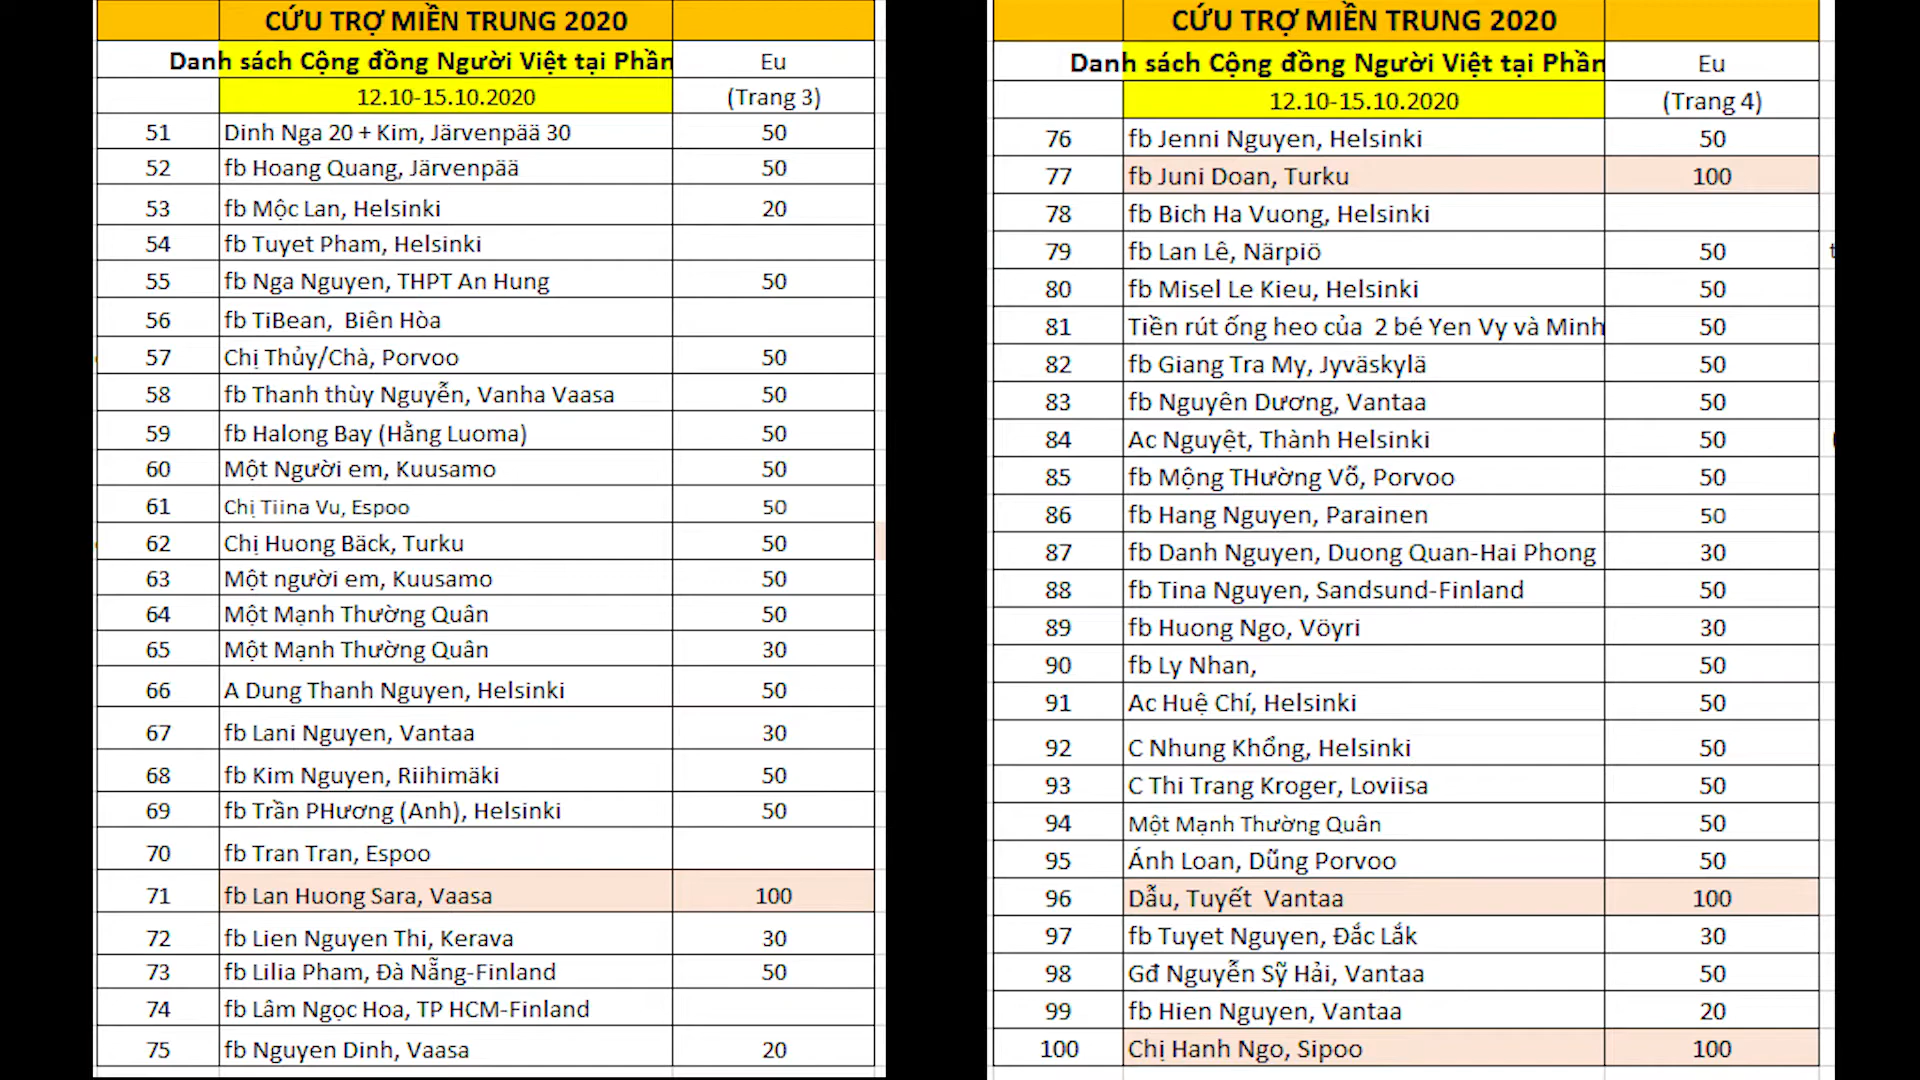 CỨU TRỢ MIỀN TRUNG 2020
Danh sách Cộng đồng Người Việt tại Phần Eu
12.10-15.10.2020 (Trang 3)
51 Dinh Nga 20 + Kim, Järvenpää 30 50
52 fb Hoang Quang, Järvenpää 50
53 fb Mộc Lan, Helsinki 20
54 fb Tuyet Pham, Helsinki
55 fb Nga Nguyen, THPT An Hung 50
56 fb TiBean, Biên Hòa
57 Chị Thủy/Chà, Porvoo 50
58 fb Thanh thùy Nguyễn, Vanha Vaasa 50
59 fb Halong Bay (Hằng Luoma) 50
60 Một Người em, Kuusamo 50
61 Chị Tiina Vu, Espoo 50
62 Chị Huong Bäck, Turku 50
63 Một người em, Kuusamo 50
64 Một Mạnh Thường Quân 50
65 Một Mạnh Thường Quân 30
66 A Dung Thanh Nguyen, Helsinki 50
67 fb Lani Nguyen, Vantaa 30
68 fb Kim Nguyen, Riihimäki 50
69 fb Trần PHương (Anh), Helsinki 50
70 fb Tran Tran, Espoo
71 fb Lan Huong Sara, Vaasa 100
72 fb Lien Nguyen Thi, Kerava 30
73 fb Lilia Pham, Đà Nẵng-Finland 50
74 fb Lâm Ngọc Hoa, TP HCM-Finland
75 fb Nguyen Dinh, Vaasa 20
CỨU TRỢ MIỀN TRUNG 2020
Danh sách Cộng đồng Người Việt tại Phần Eu
12.10-15.10.2020 (Trang 4)
76 fb Jenni Nguyen, Helsinki 50
77 fb Juni Doan, Turku 100
78 fb Bich Ha Vuong, Helsinki
79 fb Lan Lê, Närpiö 50
80 fb Misel Le Kieu, Helsinki 50
81 Tiền rút ống heo của 2 bé Yen Vy và Minh 50
82 fb Giang Tra My, Jyväskylä 50
83 fb Nguyên Dương, Vantaa 50
84 Ac Nguyệt, Thành Helsinki 50
85 fb Mộng THường Võ, Porvoo 50
86 fb Hang Nguyen, Parainen 50
87 fb Danh Nguyen, Duong Quan-Hai Phong 30
88 fb Tina Nguyen, Sandsund-Finland 50
89 fb Huong Ngo, Vöyri 30
90 fb Ly Nhan, 50
91 Ac Huệ Chí, Helsinki 50
92 C Nhung Khổng, Helsinki 50
93 C Thi Trang Kroger, Loviisa 50
94 Một Mạnh Thường Quân 50
95 Ánh Loan, Dũng Porvoo 50
96 Dẫu, Tuyết Vantaa 100
97 fb Tuyet Nguyen, Đắc Lắk 30
98 Gđ Nguyễn Sỹ Hải, Vantaa 50
99 fb Hien Nguyen, Vantaa 20
100 Chị Hanh Ngo, Sipoo 100